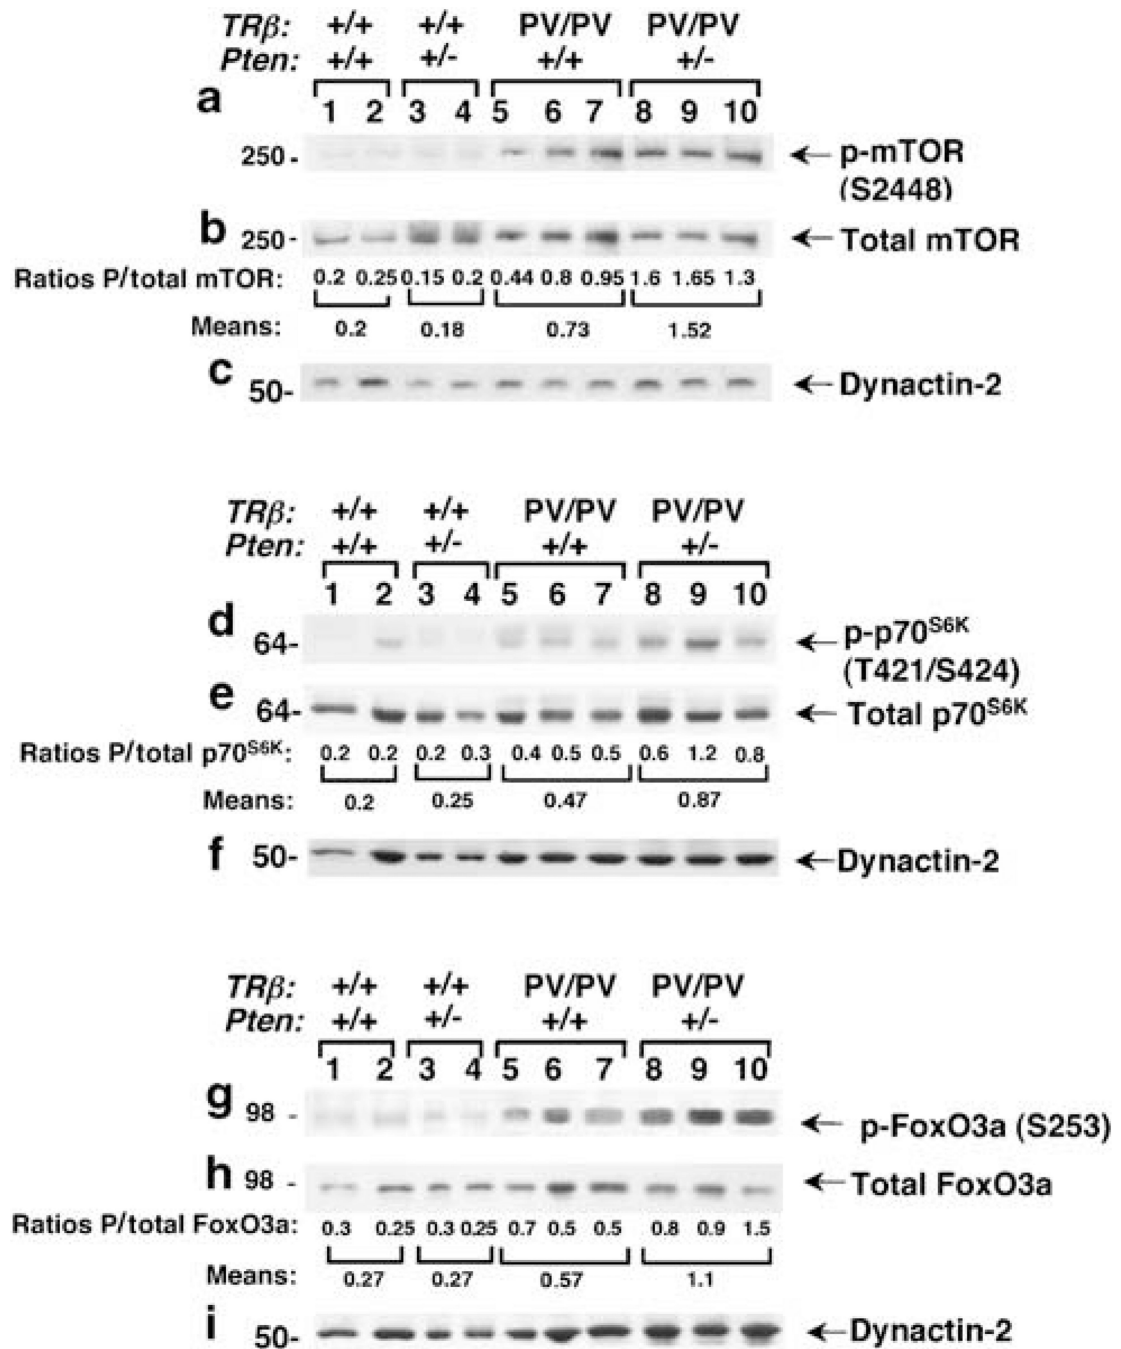 TRβ: +/+ +/+ PV/PV PV/PV
Pten: +/+ +/- +/+ +/-
a 1 2 3 4 5 6 7 8 9 10
250 - p-mTOR
(S2448)
b 250- Total mTOR
Ratios P/total mTOR: 0.2 0.25 0.15 0.2 0.44 0.8 0.95 1.6 1.65 1.3
Means: 0.2 0.18 0.73 1.52
c 50- Dynactin-2
TRβ: +/+ +/+ PV/PV PV/PV
Pten: +/+ +/- +/+ +/-
1 2 3 4 5 6 7 8 9 10
d 64- p-p70S6K
(T421/S424)
e 64- Total p70S6K
Ratios P/total p70S6K: 0.2 0.2 0.2 0.3 0.4 0.5 0.5 0.6 1.2 0.8
Means: 0.2 0.25 0.47 0.87
f 50- Dynactin-2
TRβ: +/+ +/+ PV/PV PV/PV
Pten: +/+ +/- +/+ +/-
1 2 3 4 5 6 7 8 9 10
g 98 - p-FoxO3a (S253)
h 98 - Total FoxO3a
Ratios P/total FoxO3a: 0.3 0.25 0.3 0.25 0.7 0.5 0.5 0.8 0.9 1.5
Means: 0.27 0.27 0.57 1.1
i 50- Dynactin-2